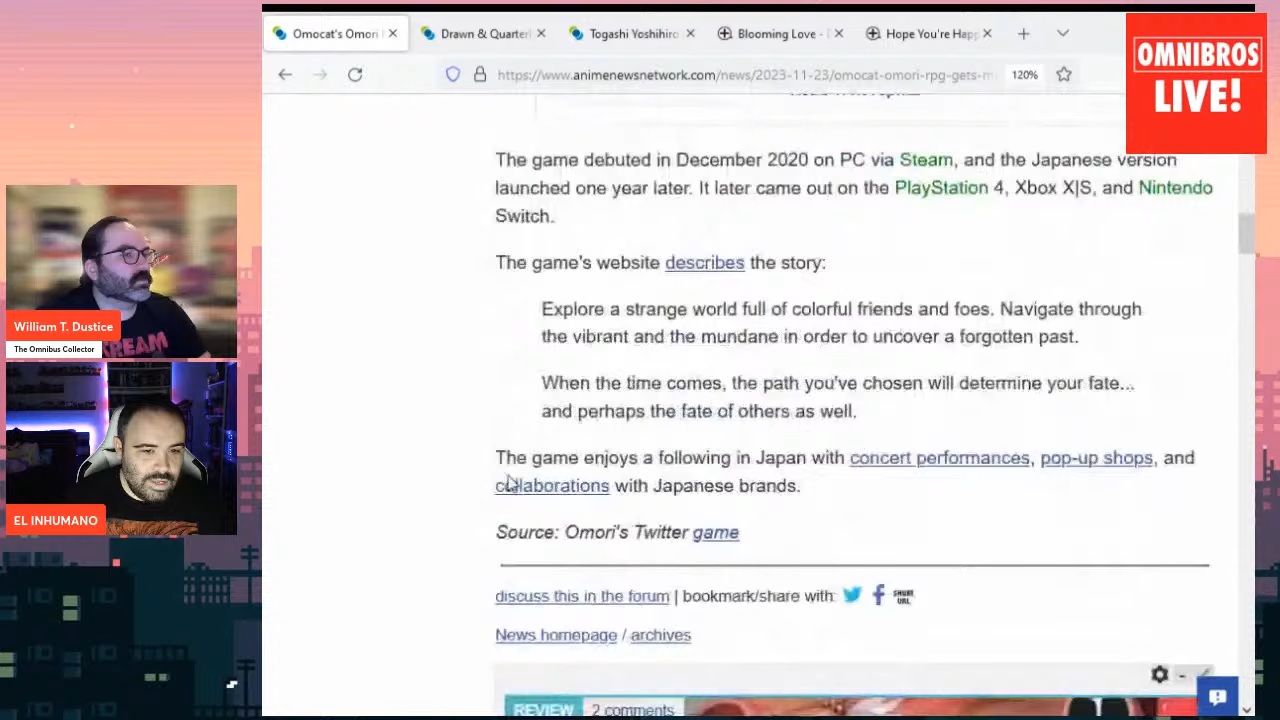 Omocat's Omori
Drawn & Quarterl
Togashi Yoshihiro
Blooming Love - D
Hope You're Happ
https://www.animenewsnetwork.com/news/2023-11-23/omocat-omori-rpg-gets-m
120%
OMNIBROS
LIVE!
The game debuted in December 2020 on PC via Steam, and the Japanese version
launched one year later. It later came out on the PlayStation 4, Xbox X|S, and Nintendo
Switch.
The game's website describes the story:
Explore a strange world full of colorful friends and foes. Navigate through
the vibrant and the mundane in order to uncover a forgotten past.
When the time comes, the path you've chosen will determine your fate...
and perhaps the fate of others as well.
The game enjoys a following in Japan with concert performances, pop-up shops, and
collaborations with Japanese brands.
Source: Omori's Twitter game
discuss this in the forum | bookmark/share with:
SHORT
URL
News homepage / archives
REVIEW 2 comments
William T. Dustice
The Omnibus Collector
EL INHUMANO